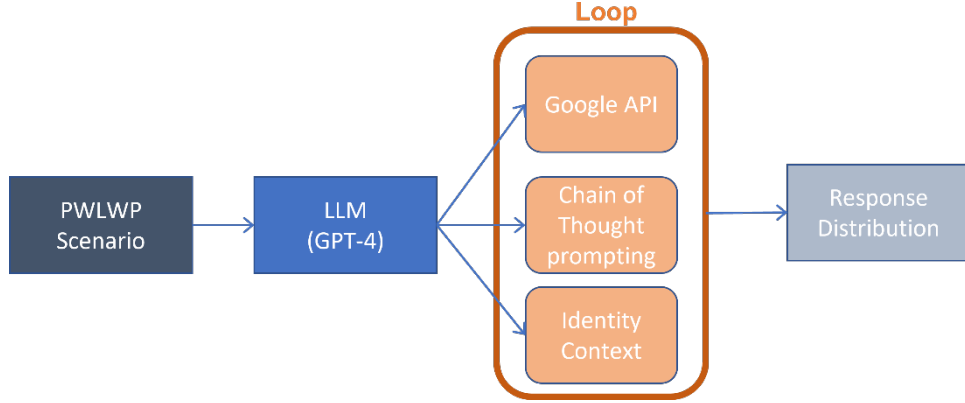 Loop
Google API
PWLWP
Scenario
LLM
(GPT-4)
Chain of
Thought
prompting
Response
Distribution
Identity
Context